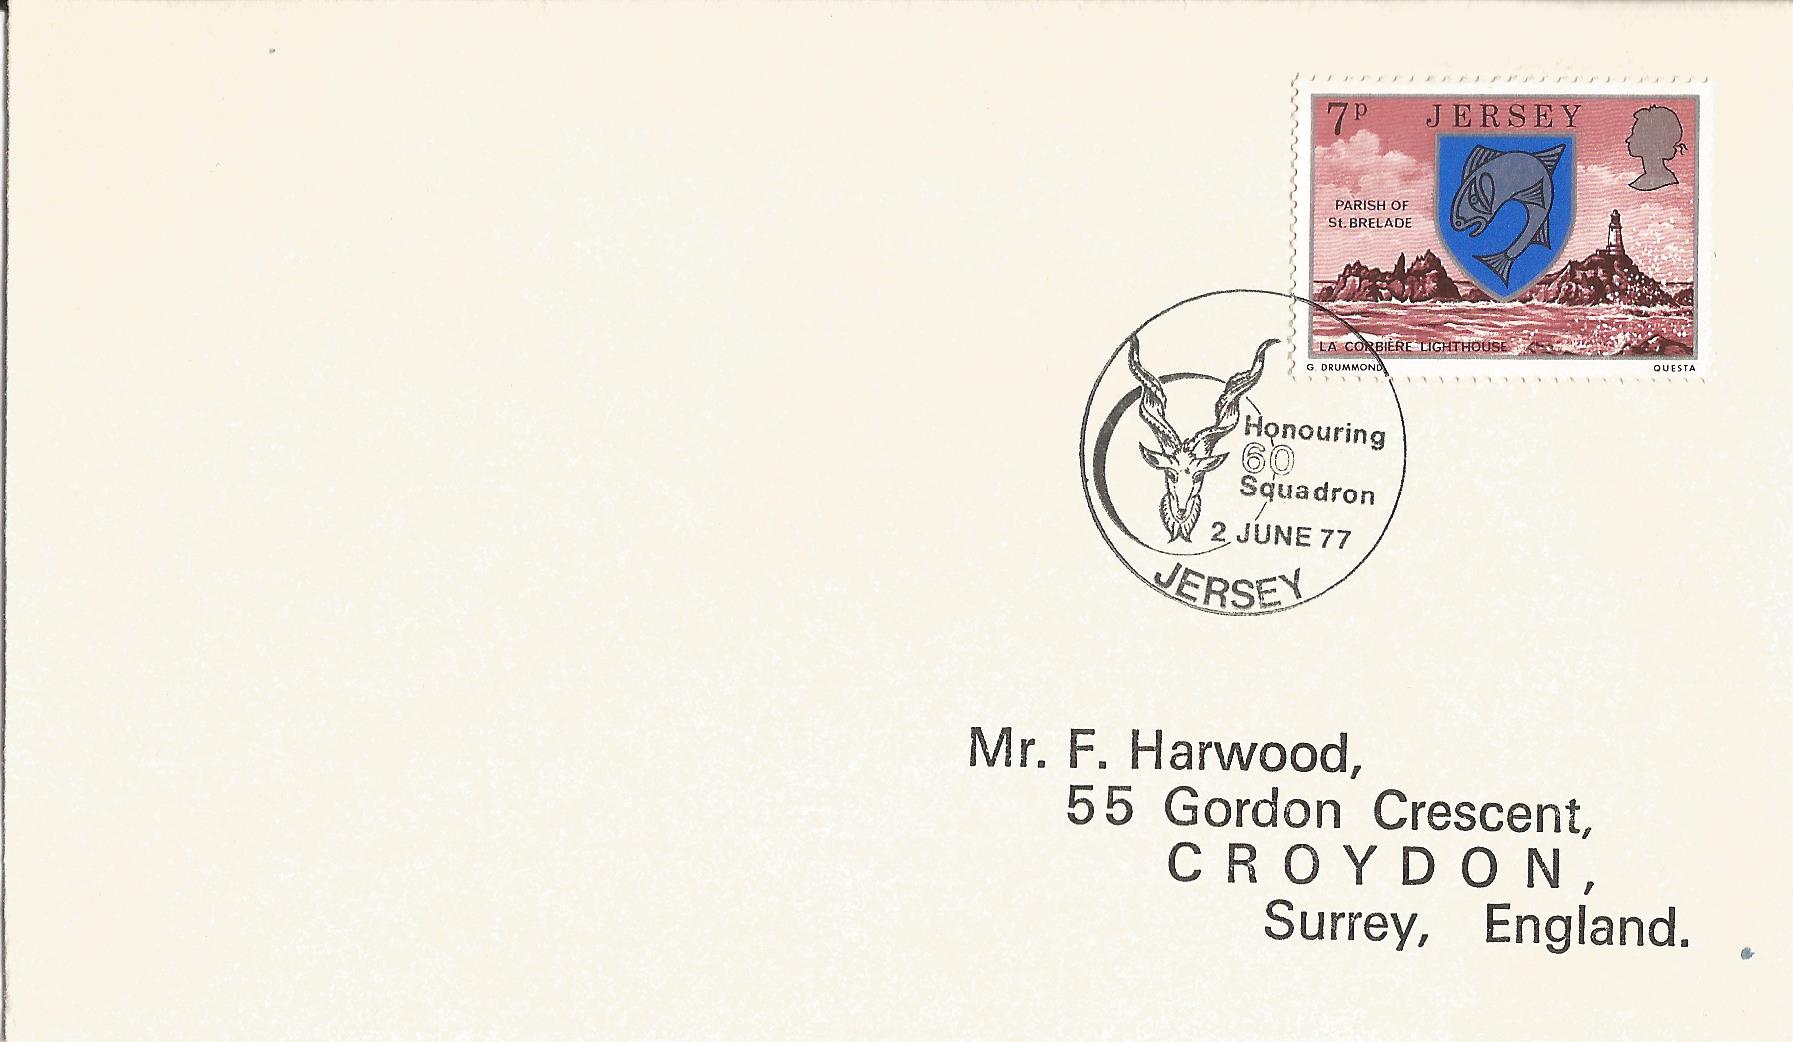 7p JERSEY
PARISH OF
St. BRELADE
LA CORBIÈRE LIGHTHOUSE
G. DRUMMOND QUESTA
Honouring
60
Squadron
2 JUNE 77
JERSEY
Mr. F. Harwood,
55 Gordon Crescent,
CROYDON,
Surrey, England.